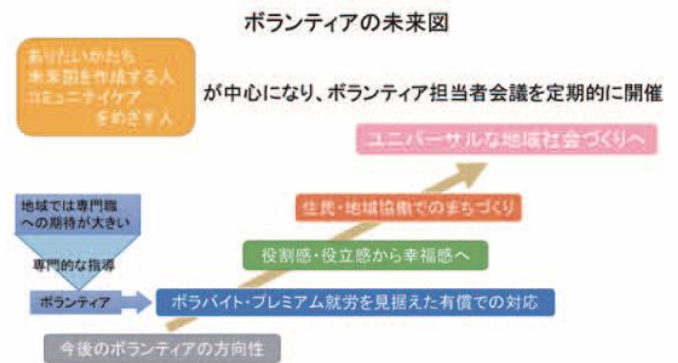 ボランティアの未来図
ありたいかたち
未来図を作成する人
コミュニティケア
をめざす人
が中心になり、ボランティア担当者会議を定期的に開催
ユニバーサルな地域社会づくりへ
住民・地域協働でのまちづくり
地域では専門職
への期待が大きい
役割感・役立感から幸福感へ
専門的な指導
ボランティア
ボラバイト・プレミアム就労を見据えた有償での対応
今後のボランティアの方向性